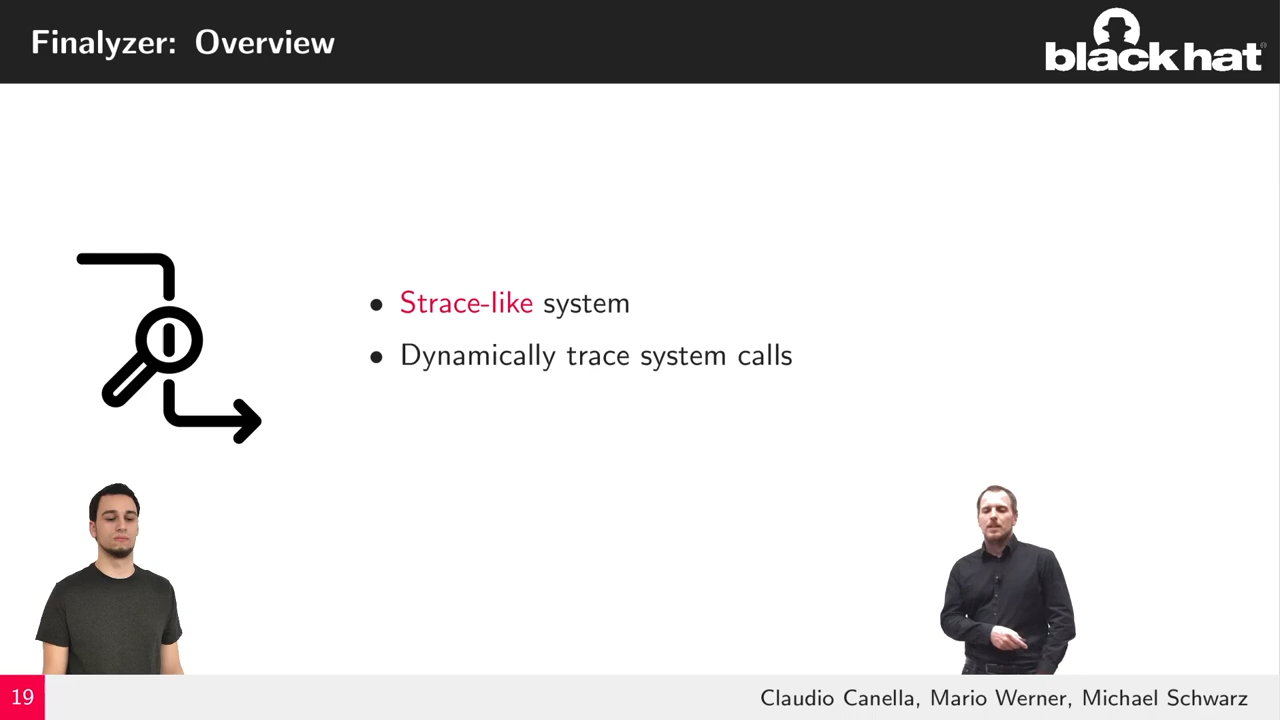 Finalyzer: Overview
black hat®
• Strace-like system
• Dynamically trace system calls
19
Claudio Canella, Mario Werner, Michael Schwarz